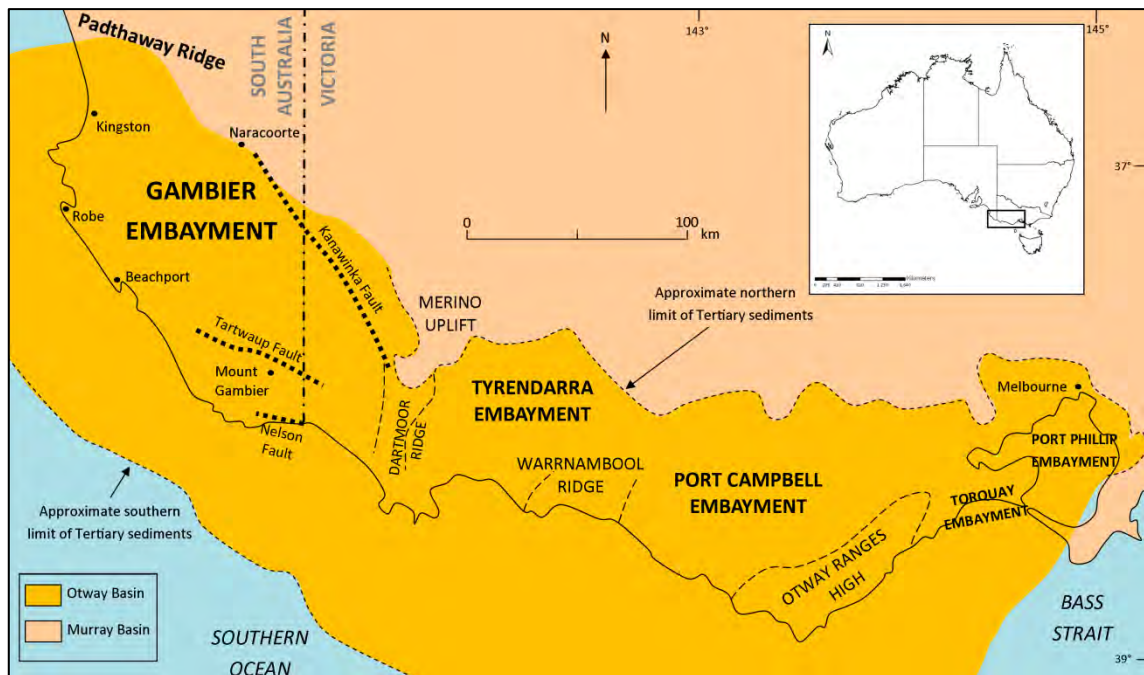 Padthaway Ridge
SOUTH
AUSTRALIA
VICTORIA
N
143°
145°
37°
39°
Kingston
Naracoorte
GAMBIER
EMBAYMENT
Robe
Beachport
Kanawinka Fault
0
100
km
MERINO
UPLIFT
Approximate northern
limit of Tertiary sediments
Tartwaup Fault
Mount
Gambier
Nelson
Fault
DARTMOOR
RIDGE
TYRENDARRA
EMBAYMENT
WARRNAMBOOL
RIDGE
PORT CAMPBELL
EMBAYMENT
Melbourne
PORT PHILLIP
EMBAYMENT
TORQUAY
EMBAYMENT
OTWAY RANGES
HIGH
Approximate southern
limit of Tertiary sediments
Otway Basin
Murray Basin
SOUTHERN
OCEAN
BASS
STRAIT
N